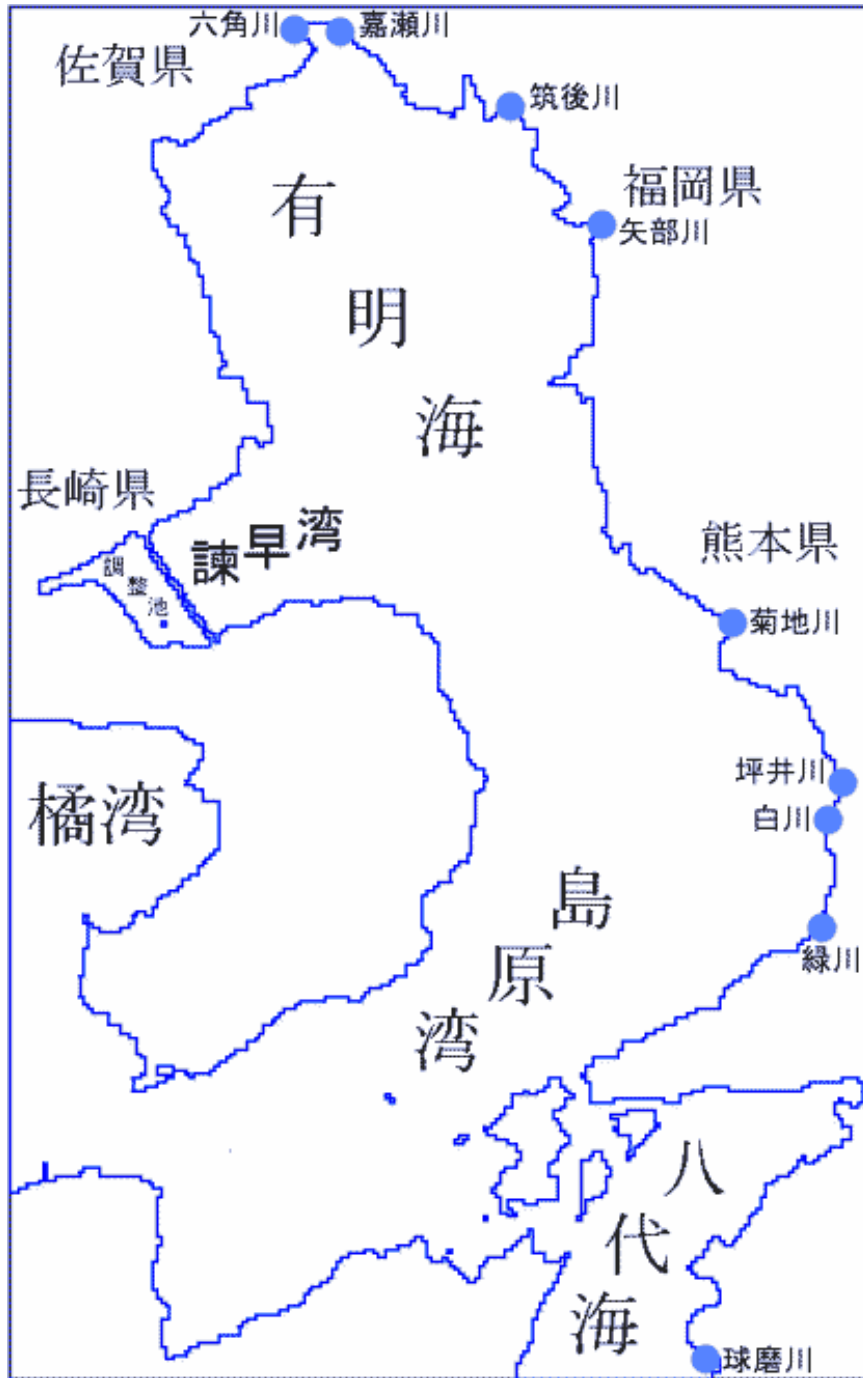 六角川
嘉瀬川
佐賀県
筑後川
福岡県
矢部川
有明海
長崎県
諫早湾
調整池
熊本県
菊地川
坪井川
白川
橘湾
緑川
島原湾
八代海
球磨川